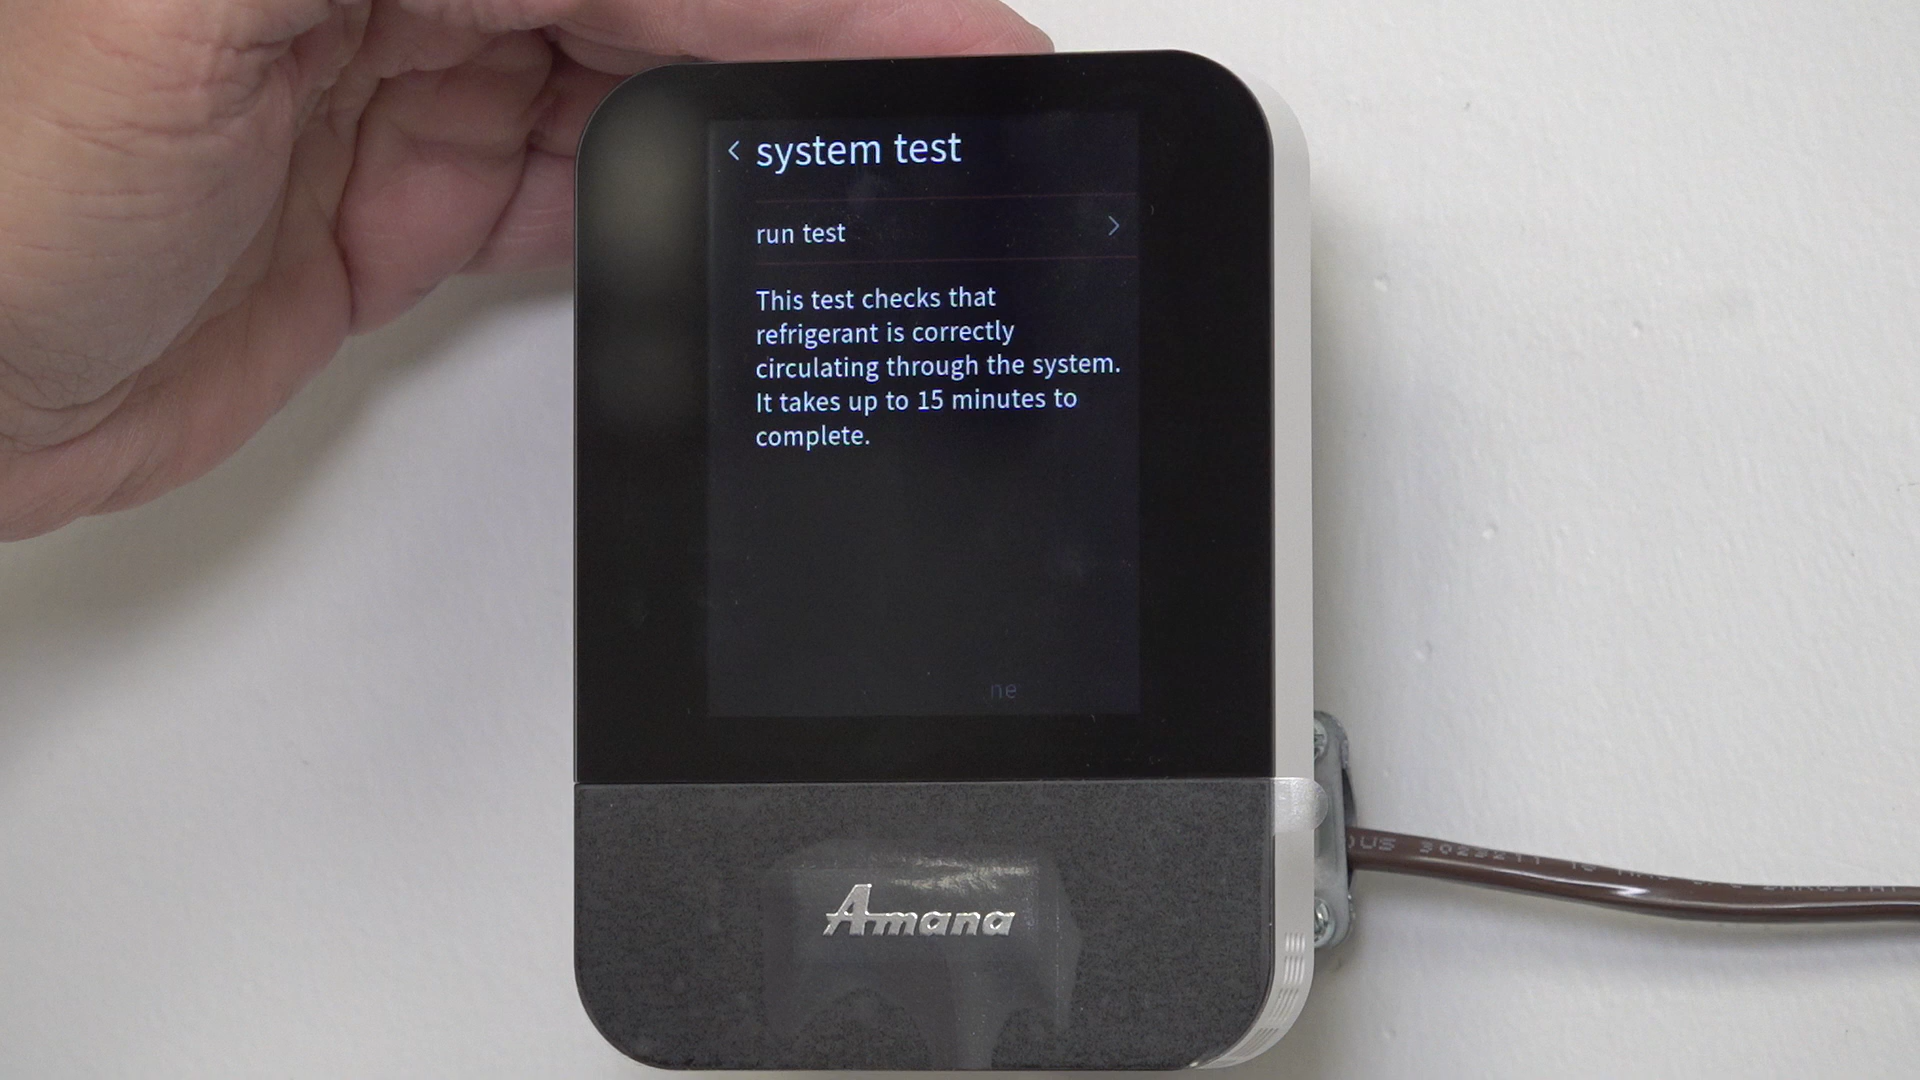 < system test
run test >
This test checks that
refrigerant is correctly
circulating through the system.
It takes up to 15 minutes to
complete.
ne
Amana